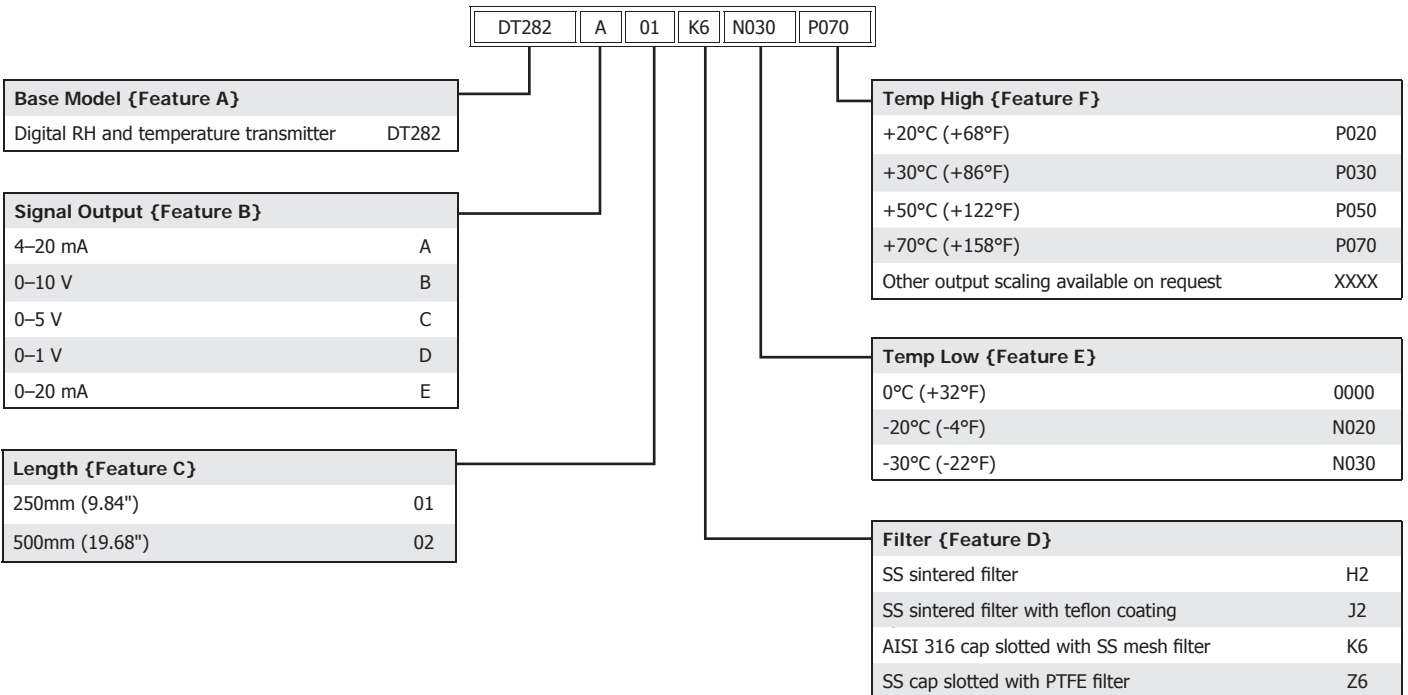 DT282 A 01 K6 N030 P070
Base Model {Feature A}
Digital RH and temperature transmitter DT282
Signal Output {Feature B}
4–20 mA A
0–10 V B
0–5 V C
0–1 V D
0–20 mA E
Length {Feature C}
250mm (9.84") 01
500mm (19.68") 02
Temp High {Feature F}
+20°C (+68°F) P020
+30°C (+86°F) P030
+50°C (+122°F) P050
+70°C (+158°F) P070
Other output scaling available on request XXXX
Temp Low {Feature E}
0°C (+32°F) 0000
-20°C (-4°F) N020
-30°C (-22°F) N030
Filter {Feature D}
SS sintered filter H2
SS sintered filter with teflon coating J2
AISI 316 cap slotted with SS mesh filter K6
SS cap slotted with PTFE filter Z6